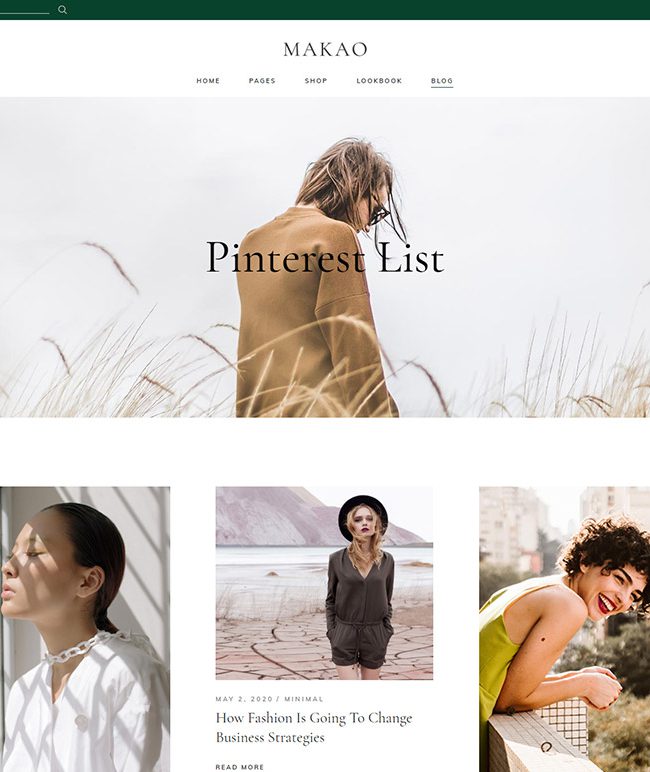 MAKAO
HOME PAGES SHOP LOOKBOOK BLOG
Pinterest List
MAY 2, 2020 / MINIMAL
How Fashion Is Going To Change
Business Strategies
READ MORE